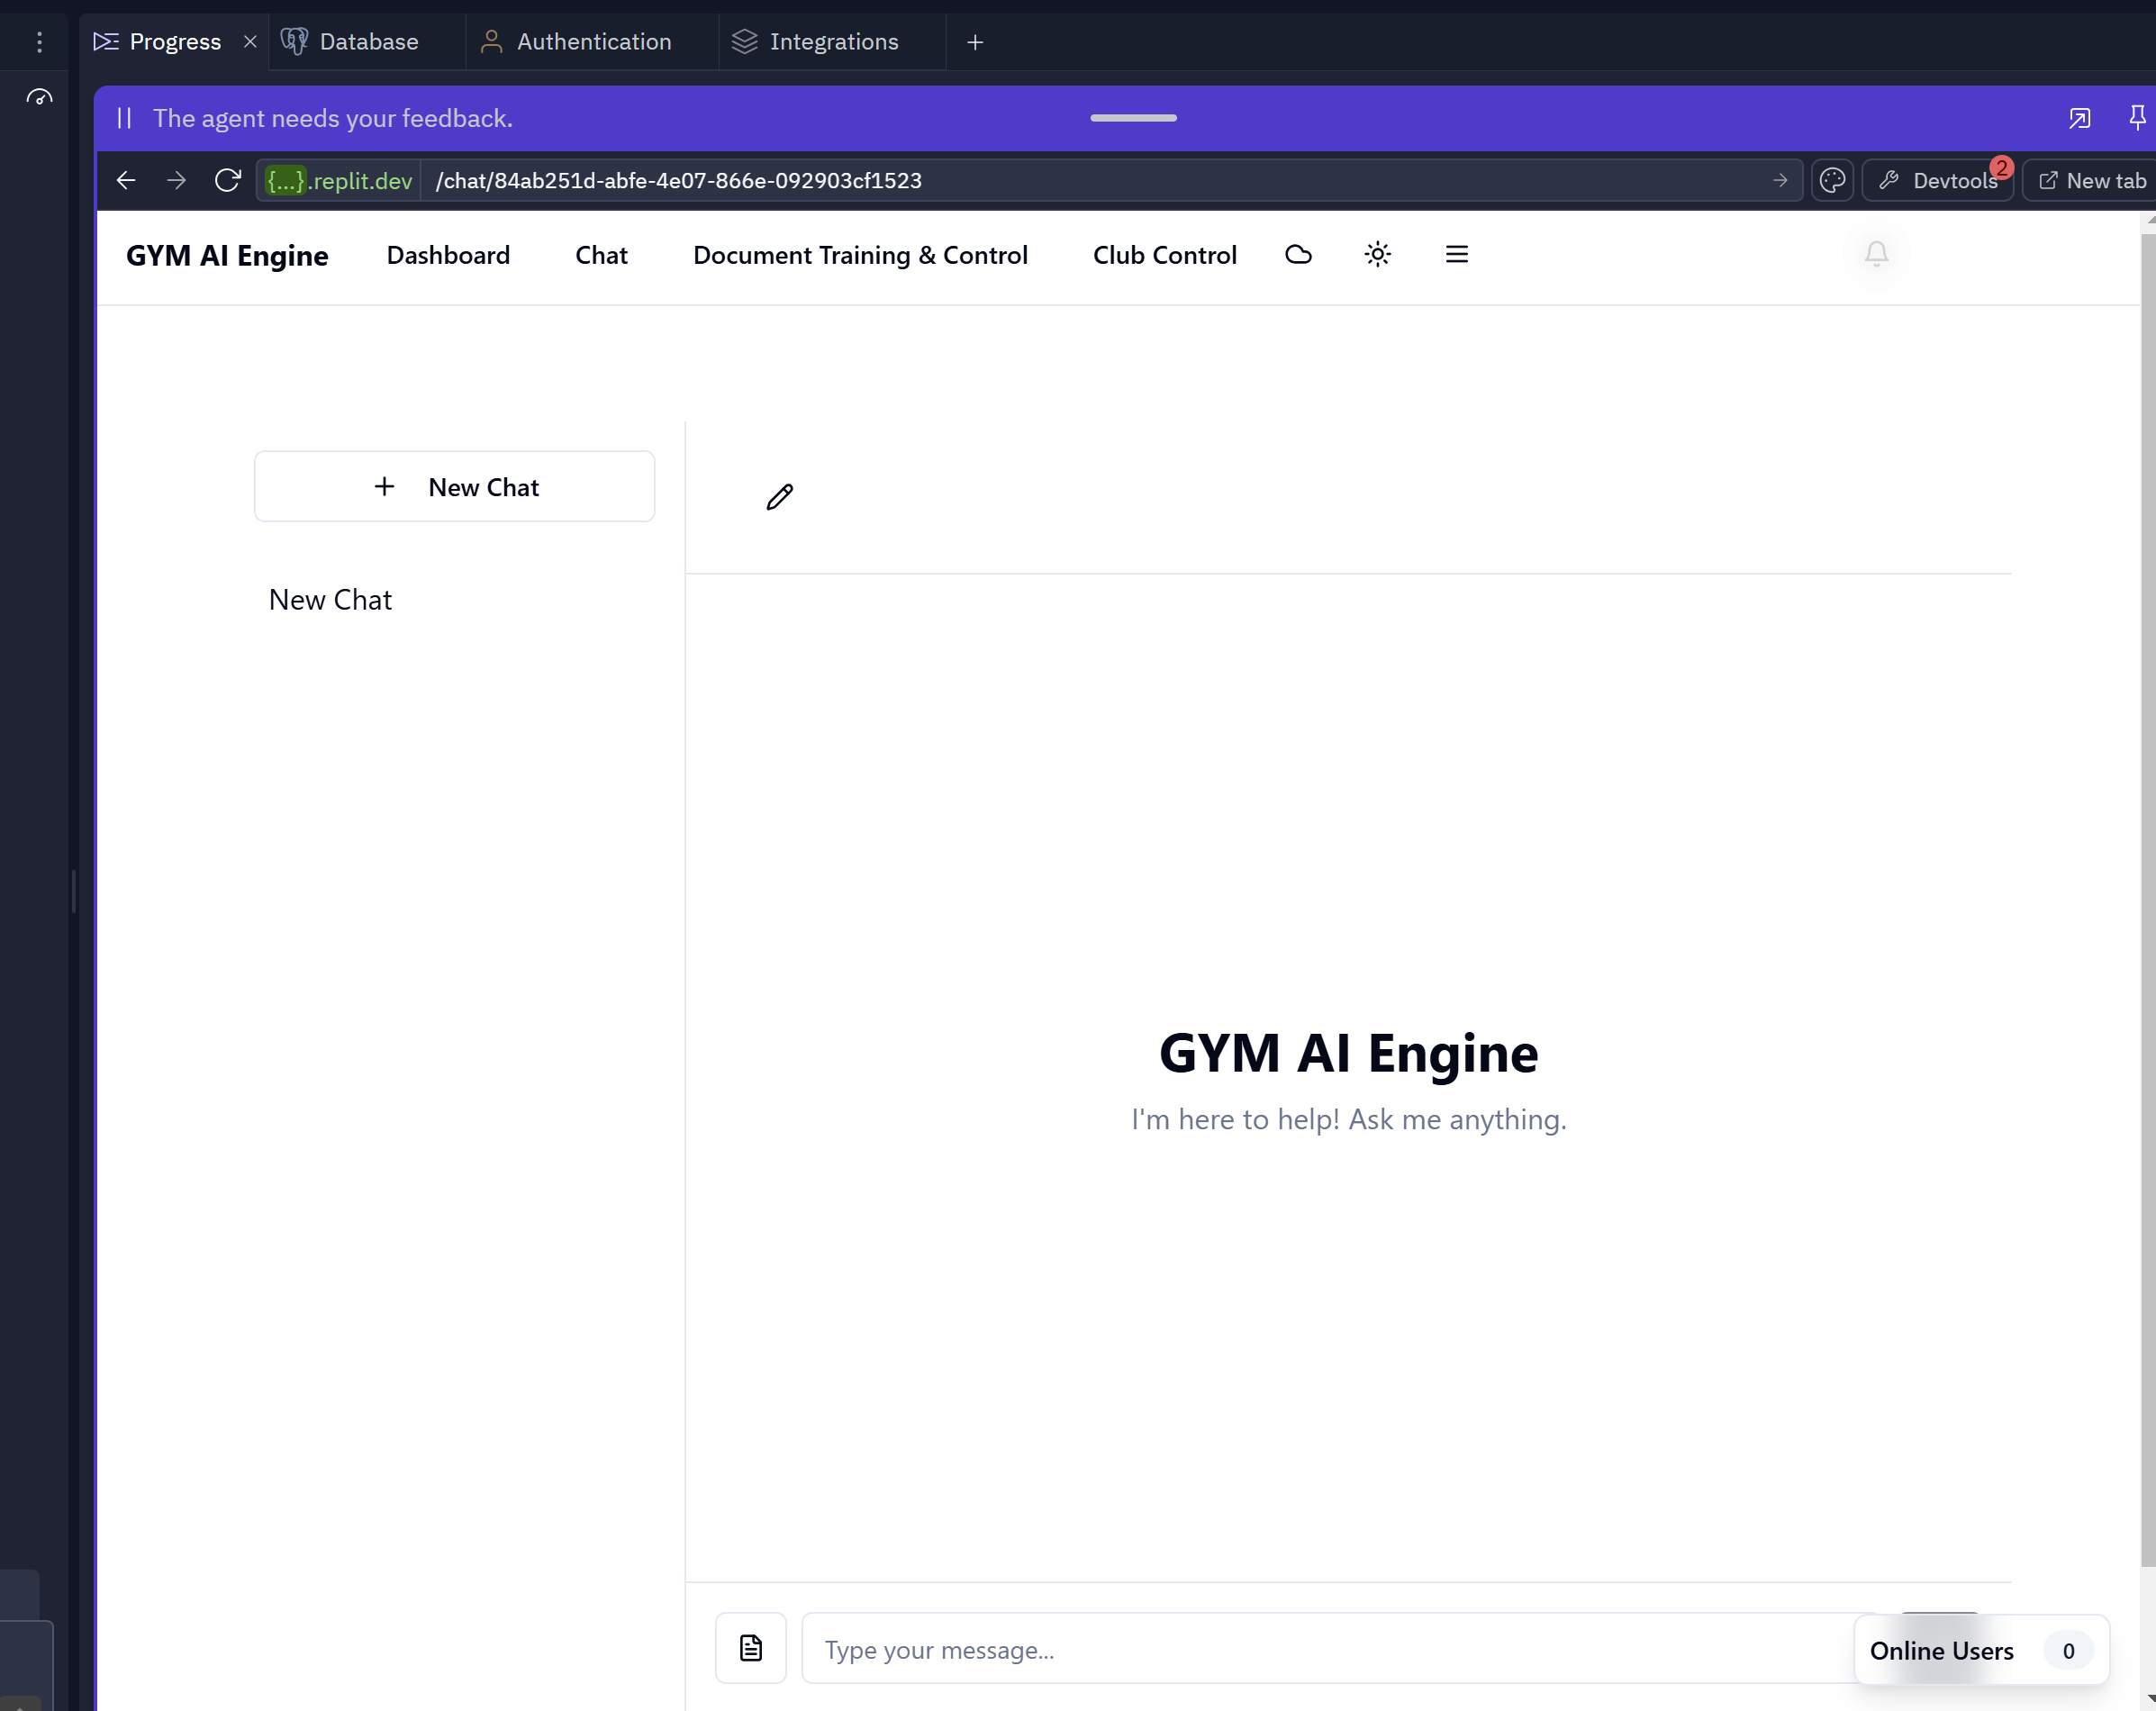 Progress Database Authentication Integrations
The agent needs your feedback.
{...}.replit.dev /chat/84ab251d-abfe-4e07-866e-092903cf1523 Devtools 2 New tab
GYM AI Engine Dashboard Chat Document Training & Control Club Control
New Chat
New Chat
GYM AI Engine
I'm here to help! Ask me anything.
Type your message...
Online Users 0